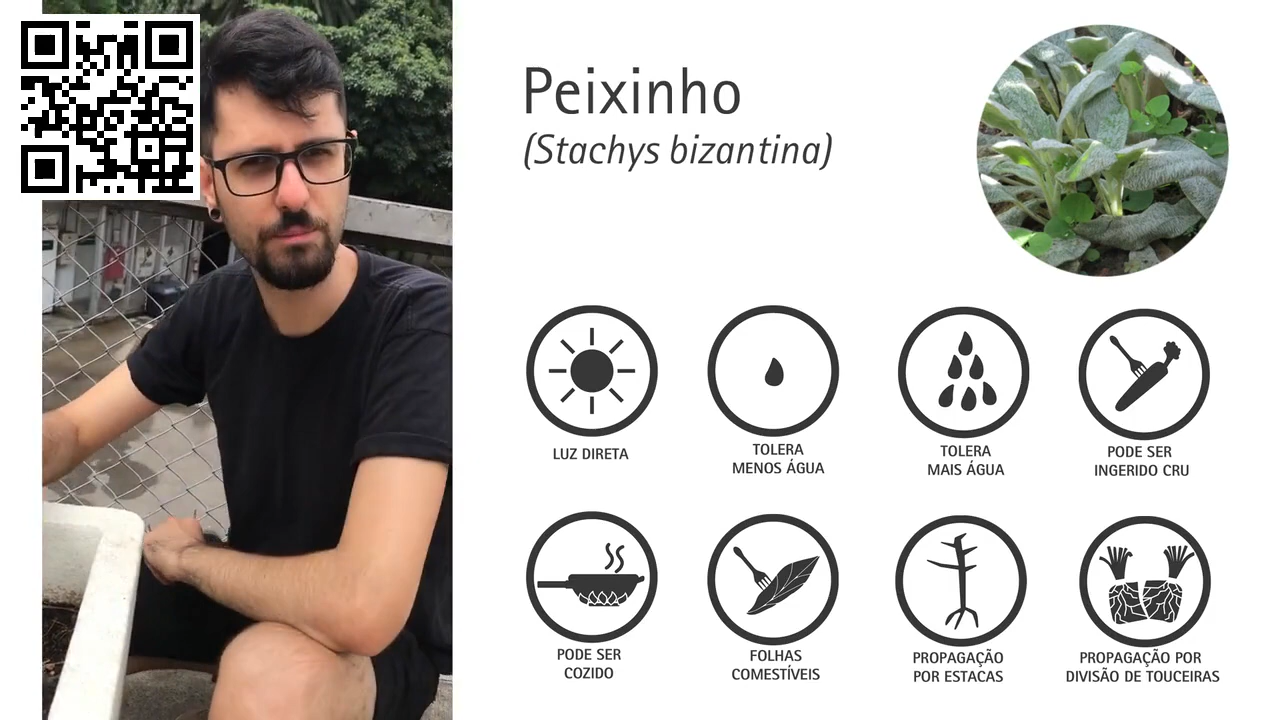 Peixinho
(Stachys bizantina)
LUZ DIRETA
TOLERA
MENOS ÁGUA
TOLERA
MAIS ÁGUA
PODE SER
INGERIDO CRU
PODE SER
COZIDO
FOLHAS
COMESTÍVEIS
PROPAGAÇÃO
POR ESTACAS
PROPAGAÇÃO POR
DIVISÃO DE TOUCEIRAS